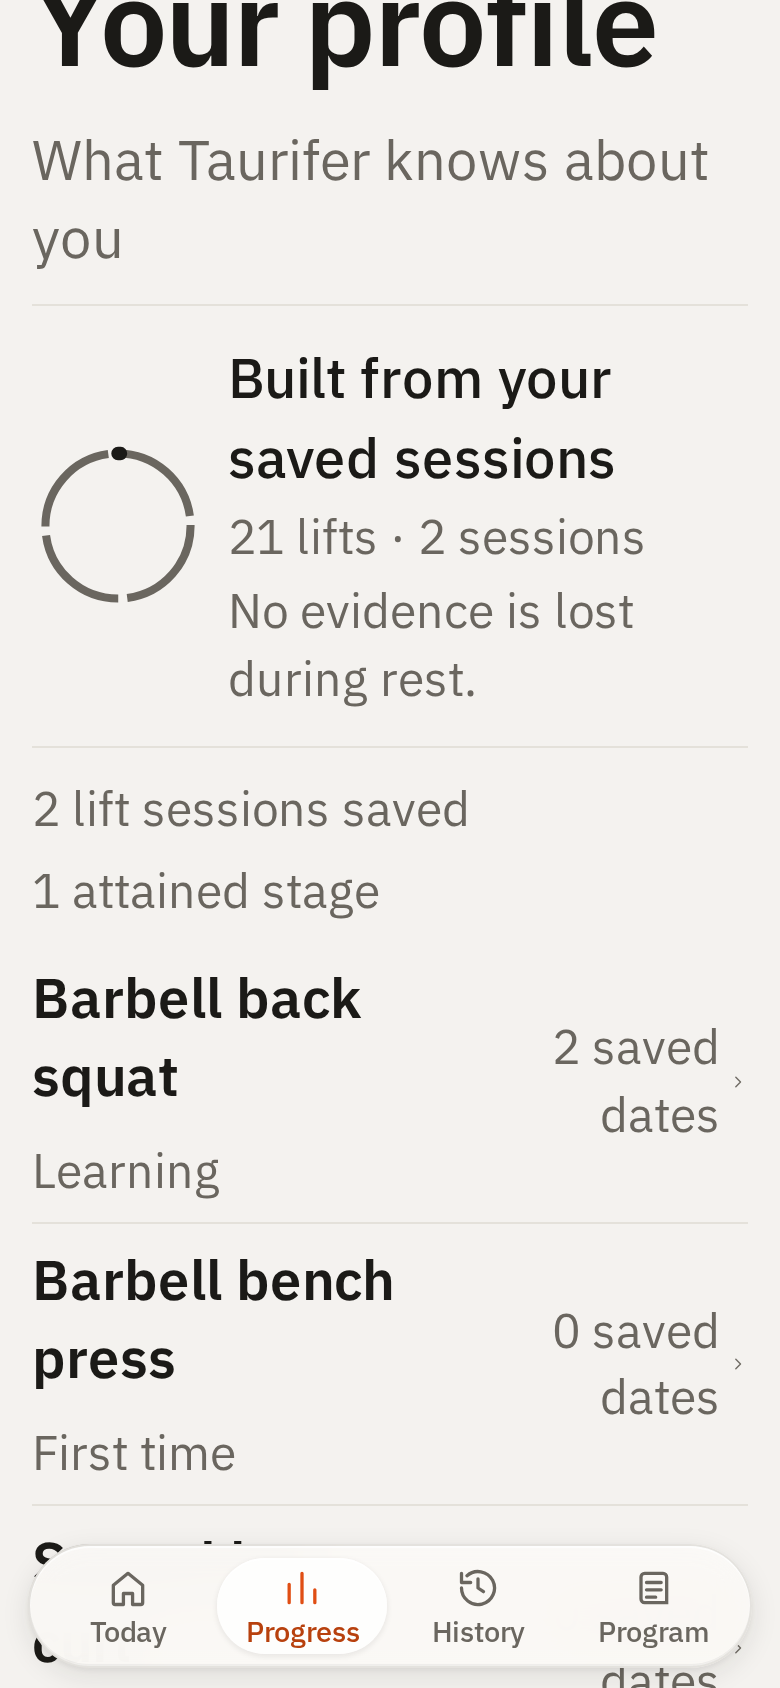 Your profile
What Taurifer knows about
you
Built from your
saved sessions
21 lifts · 2 sessions
No evidence is lost
during rest.
2 lift sessions saved
1 attained stage
Barbell back
squat
2 saved
dates
›
Learning
Barbell bench
press
0 saved
dates
›
First time
dates
›
Today
Progress
History
Program